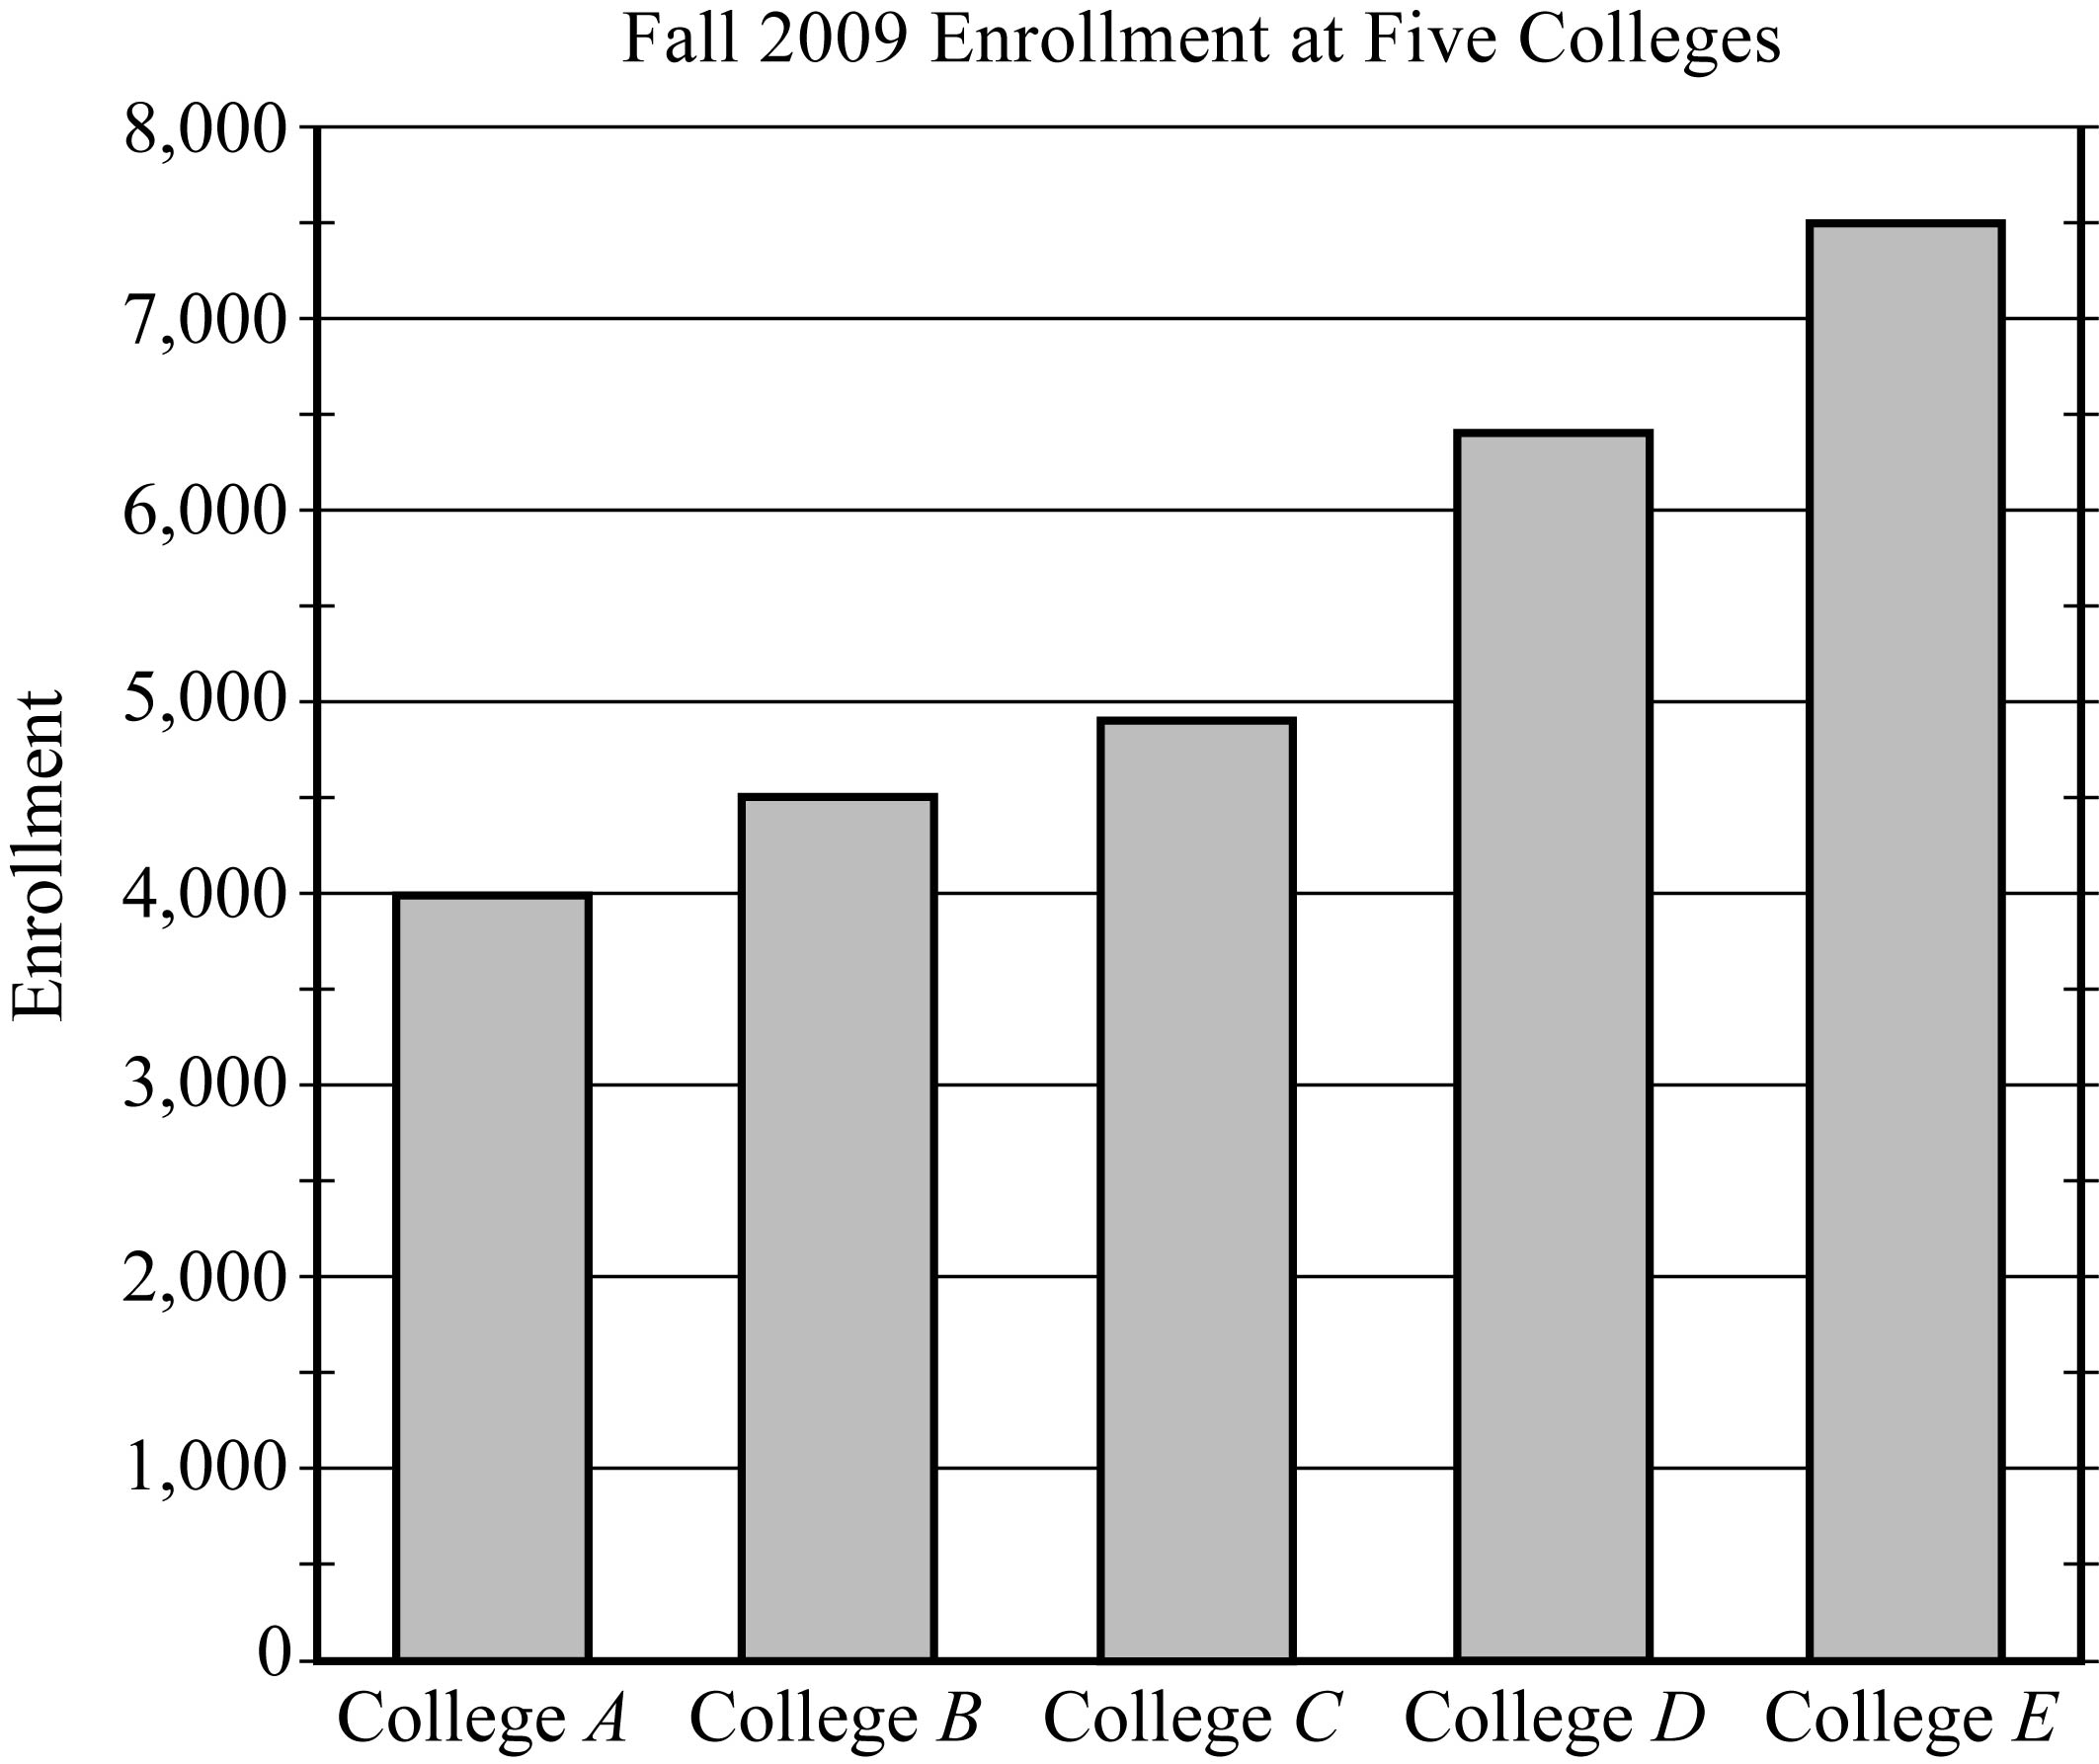 Fall 2009 Enrollment at Five Colleges
8,000
7,000
6,000
5,000
4,000
3,000
2,000
1,000
0
Enrollment
College A
College B
College C
College D
College E